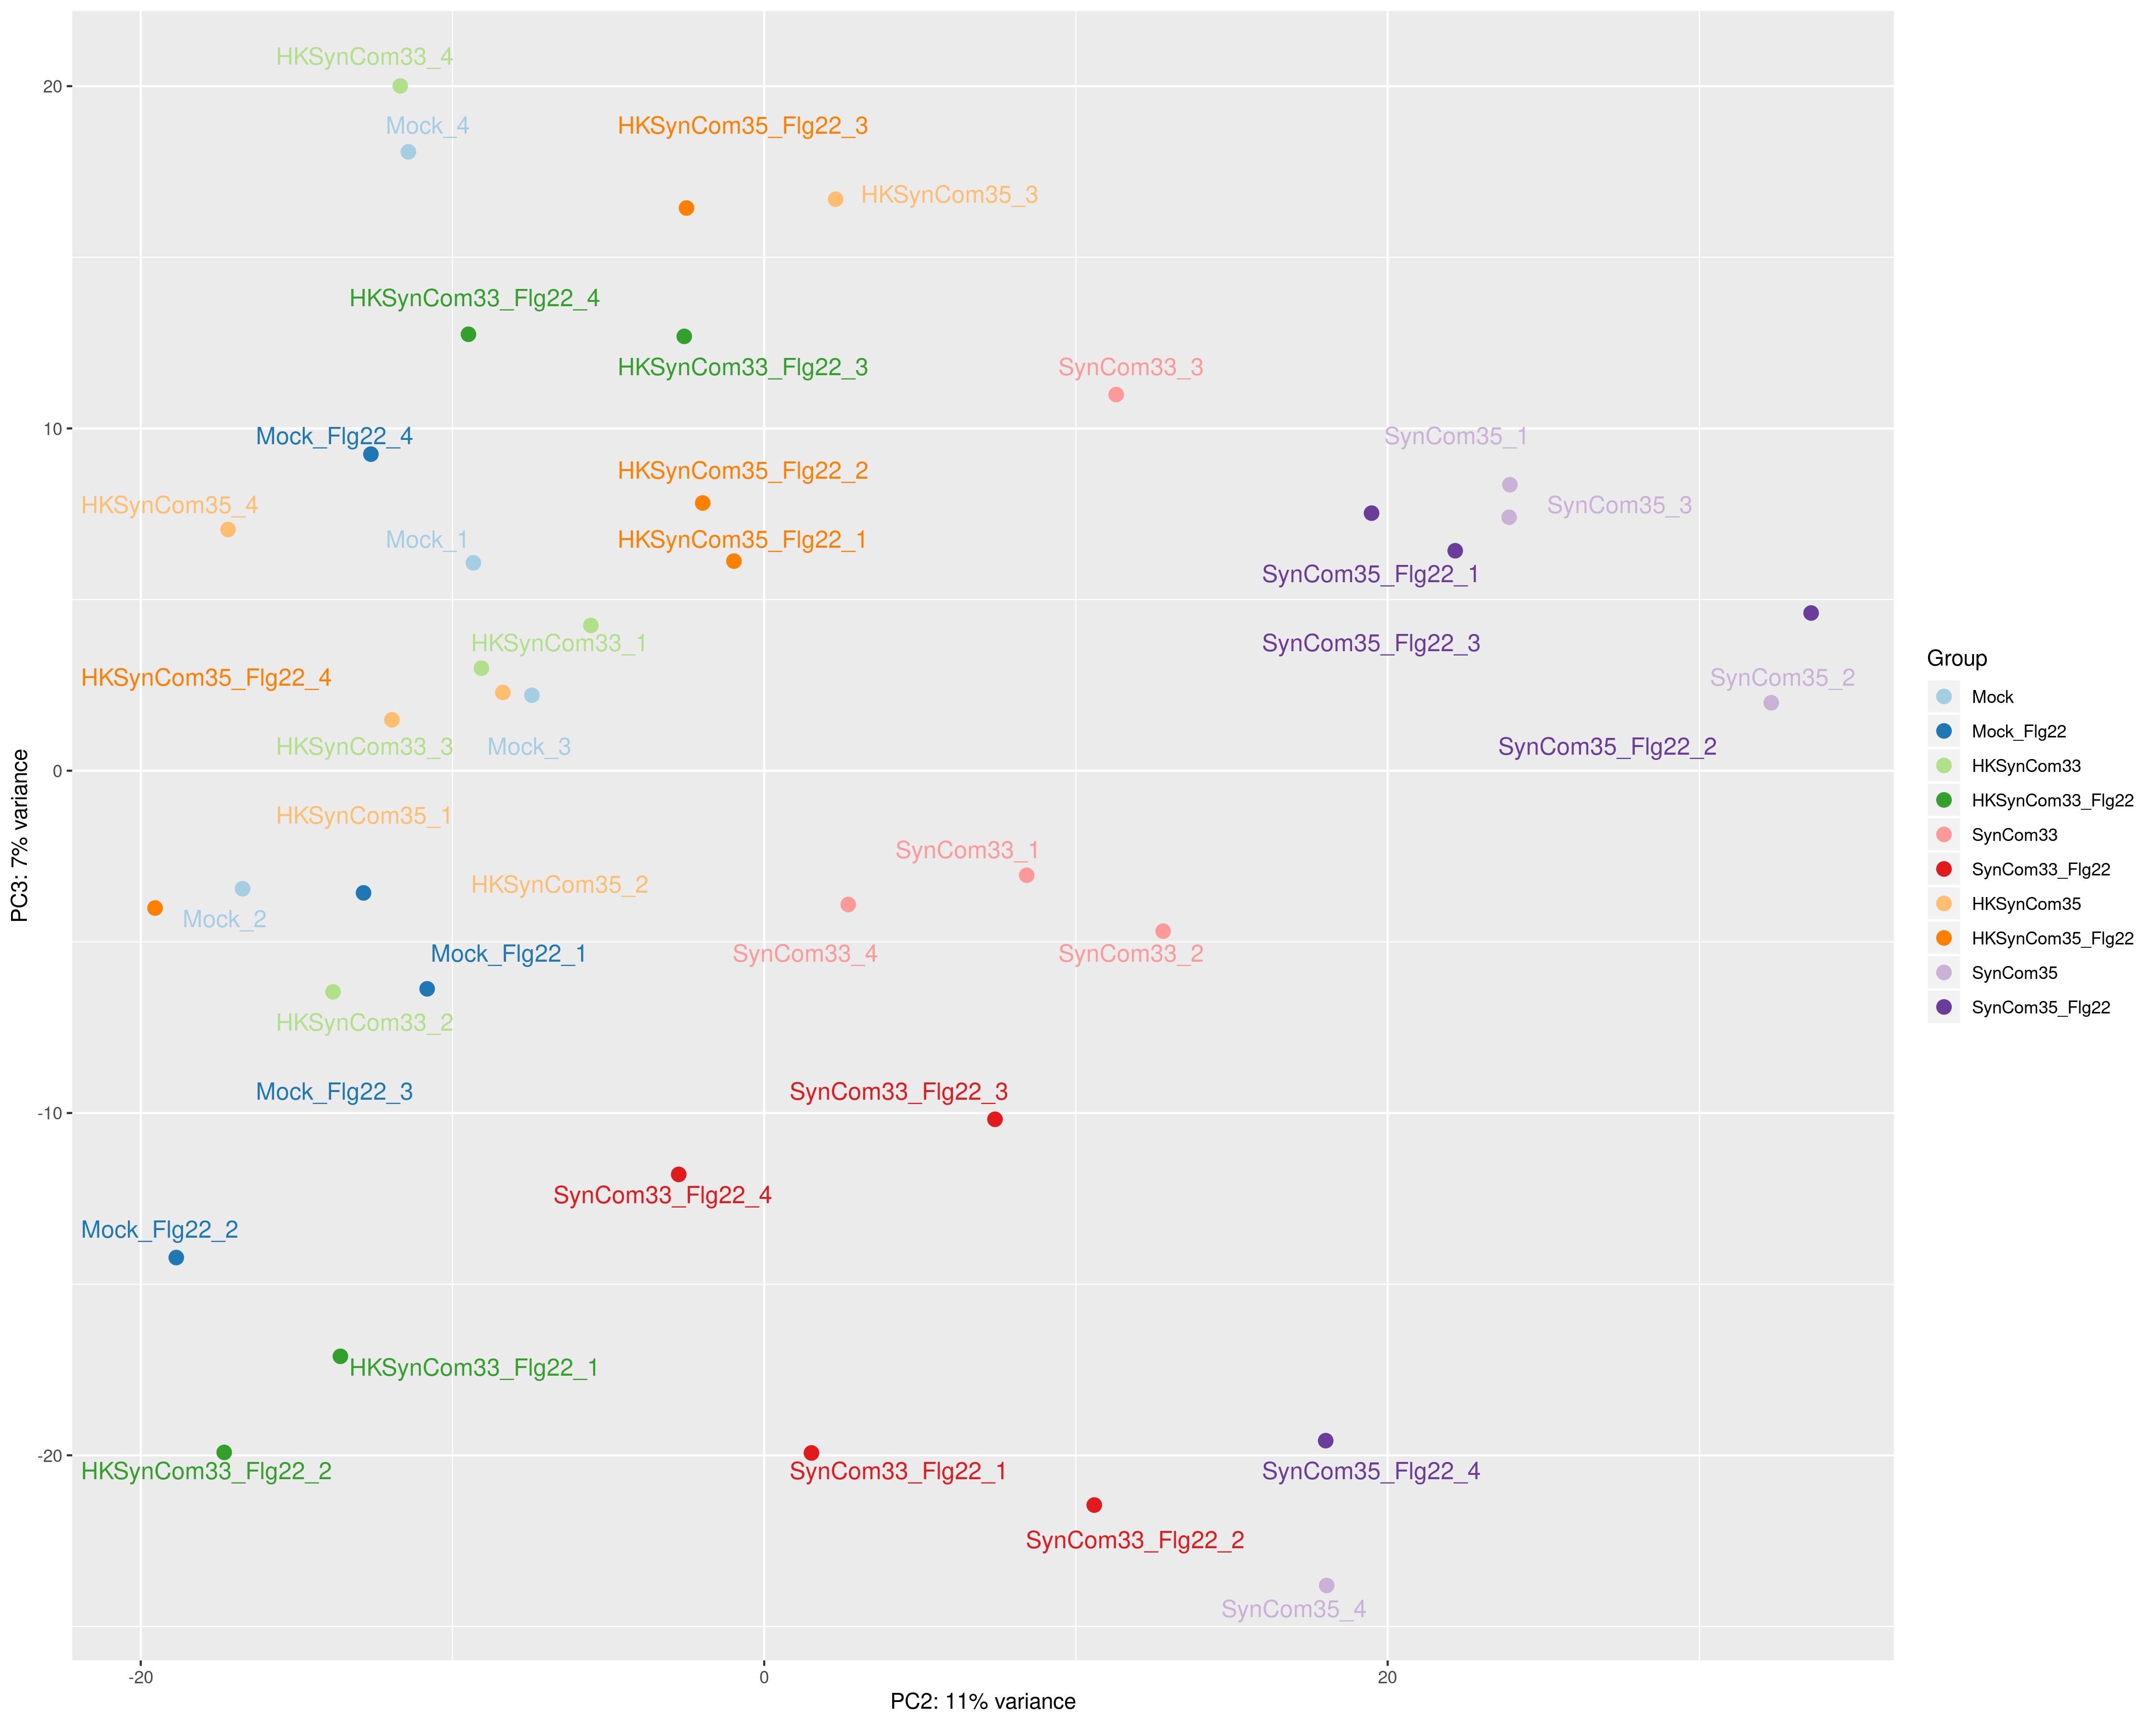 HKSynCom33_4
20
Mock_4
HKSynCom35_Flg22_3
HKSynCom35_3
HKSynCom33_Flg22_4
HKSynCom33_Flg22_3
SynCom33_3
10
Mock_Flg22_4
SynCom35_1
HKSynCom35_Flg22_2
HKSynCom35_4
SynCom35_3
Mock_1
HKSynCom35_Flg22_1
SynCom35_Flg22_1
HKSynCom33_1
SynCom35_Flg22_3
HKSynCom35_Flg22_4
SynCom35_2
HKSynCom33_3
Mock_3
SynCom35_Flg22_2
0
HKSynCom35_1
SynCom33_1
HKSynCom35_2
Mock_2
Mock_Flg22_1
SynCom33_4
SynCom33_2
HKSynCom33_2
Mock_Flg22_3
SynCom33_Flg22_3
-10
SynCom33_Flg22_4
Mock_Flg22_2
HKSynCom33_Flg22_1
-20
HKSynCom33_Flg22_2
SynCom33_Flg22_1
SynCom35_Flg22_4
SynCom33_Flg22_2
SynCom35_4
-20
0
20
PC2: 11% variance
PC3: 7% variance
Group
Mock
Mock_Flg22
HKSynCom33
HKSynCom33_Flg22
SynCom33
SynCom33_Flg22
HKSynCom35
HKSynCom35_Flg22
SynCom35
SynCom35_Flg22